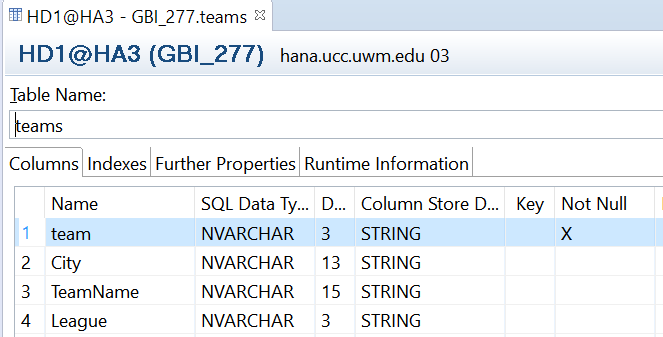 HD1@HA3 - GBI_277.teams
HD1@HA3 (GBI_277) hana.ucc.uwm.edu 03
Table Name:
teams
Columns Indexes Further Properties Runtime Information
Name SQL Data Ty... D... Column Store D... Key Not Null
1 team NVARCHAR 3 STRING X
2 City NVARCHAR 13 STRING
3 TeamName NVARCHAR 15 STRING
4 League NVARCHAR 3 STRING